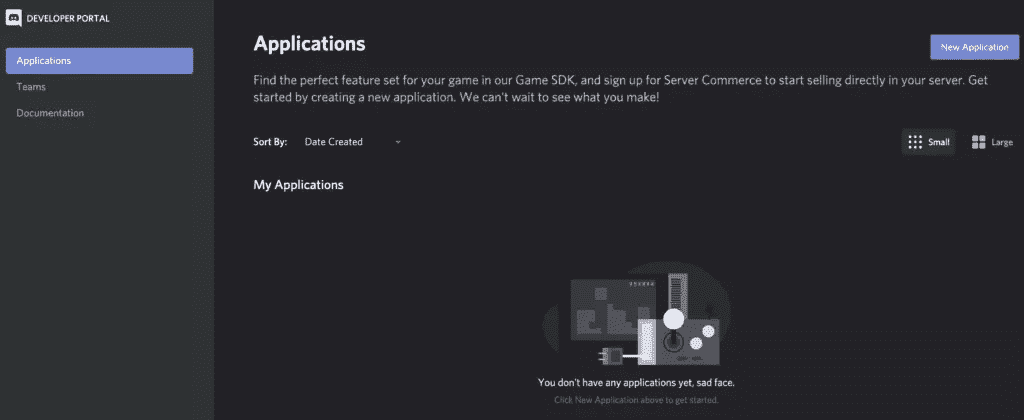 DEVELOPER PORTAL
Applications
Teams
Documentation
Applications
New Application
Find the perfect feature set for your game in our Game SDK, and sign up for Server Commerce to start selling directly in your server. Get
started by creating a new application. We can't wait to see what you make!
Sort By: Date Created
Small Large
My Applications
You don't have any applications yet, sad face.
Click New Application above to get started.